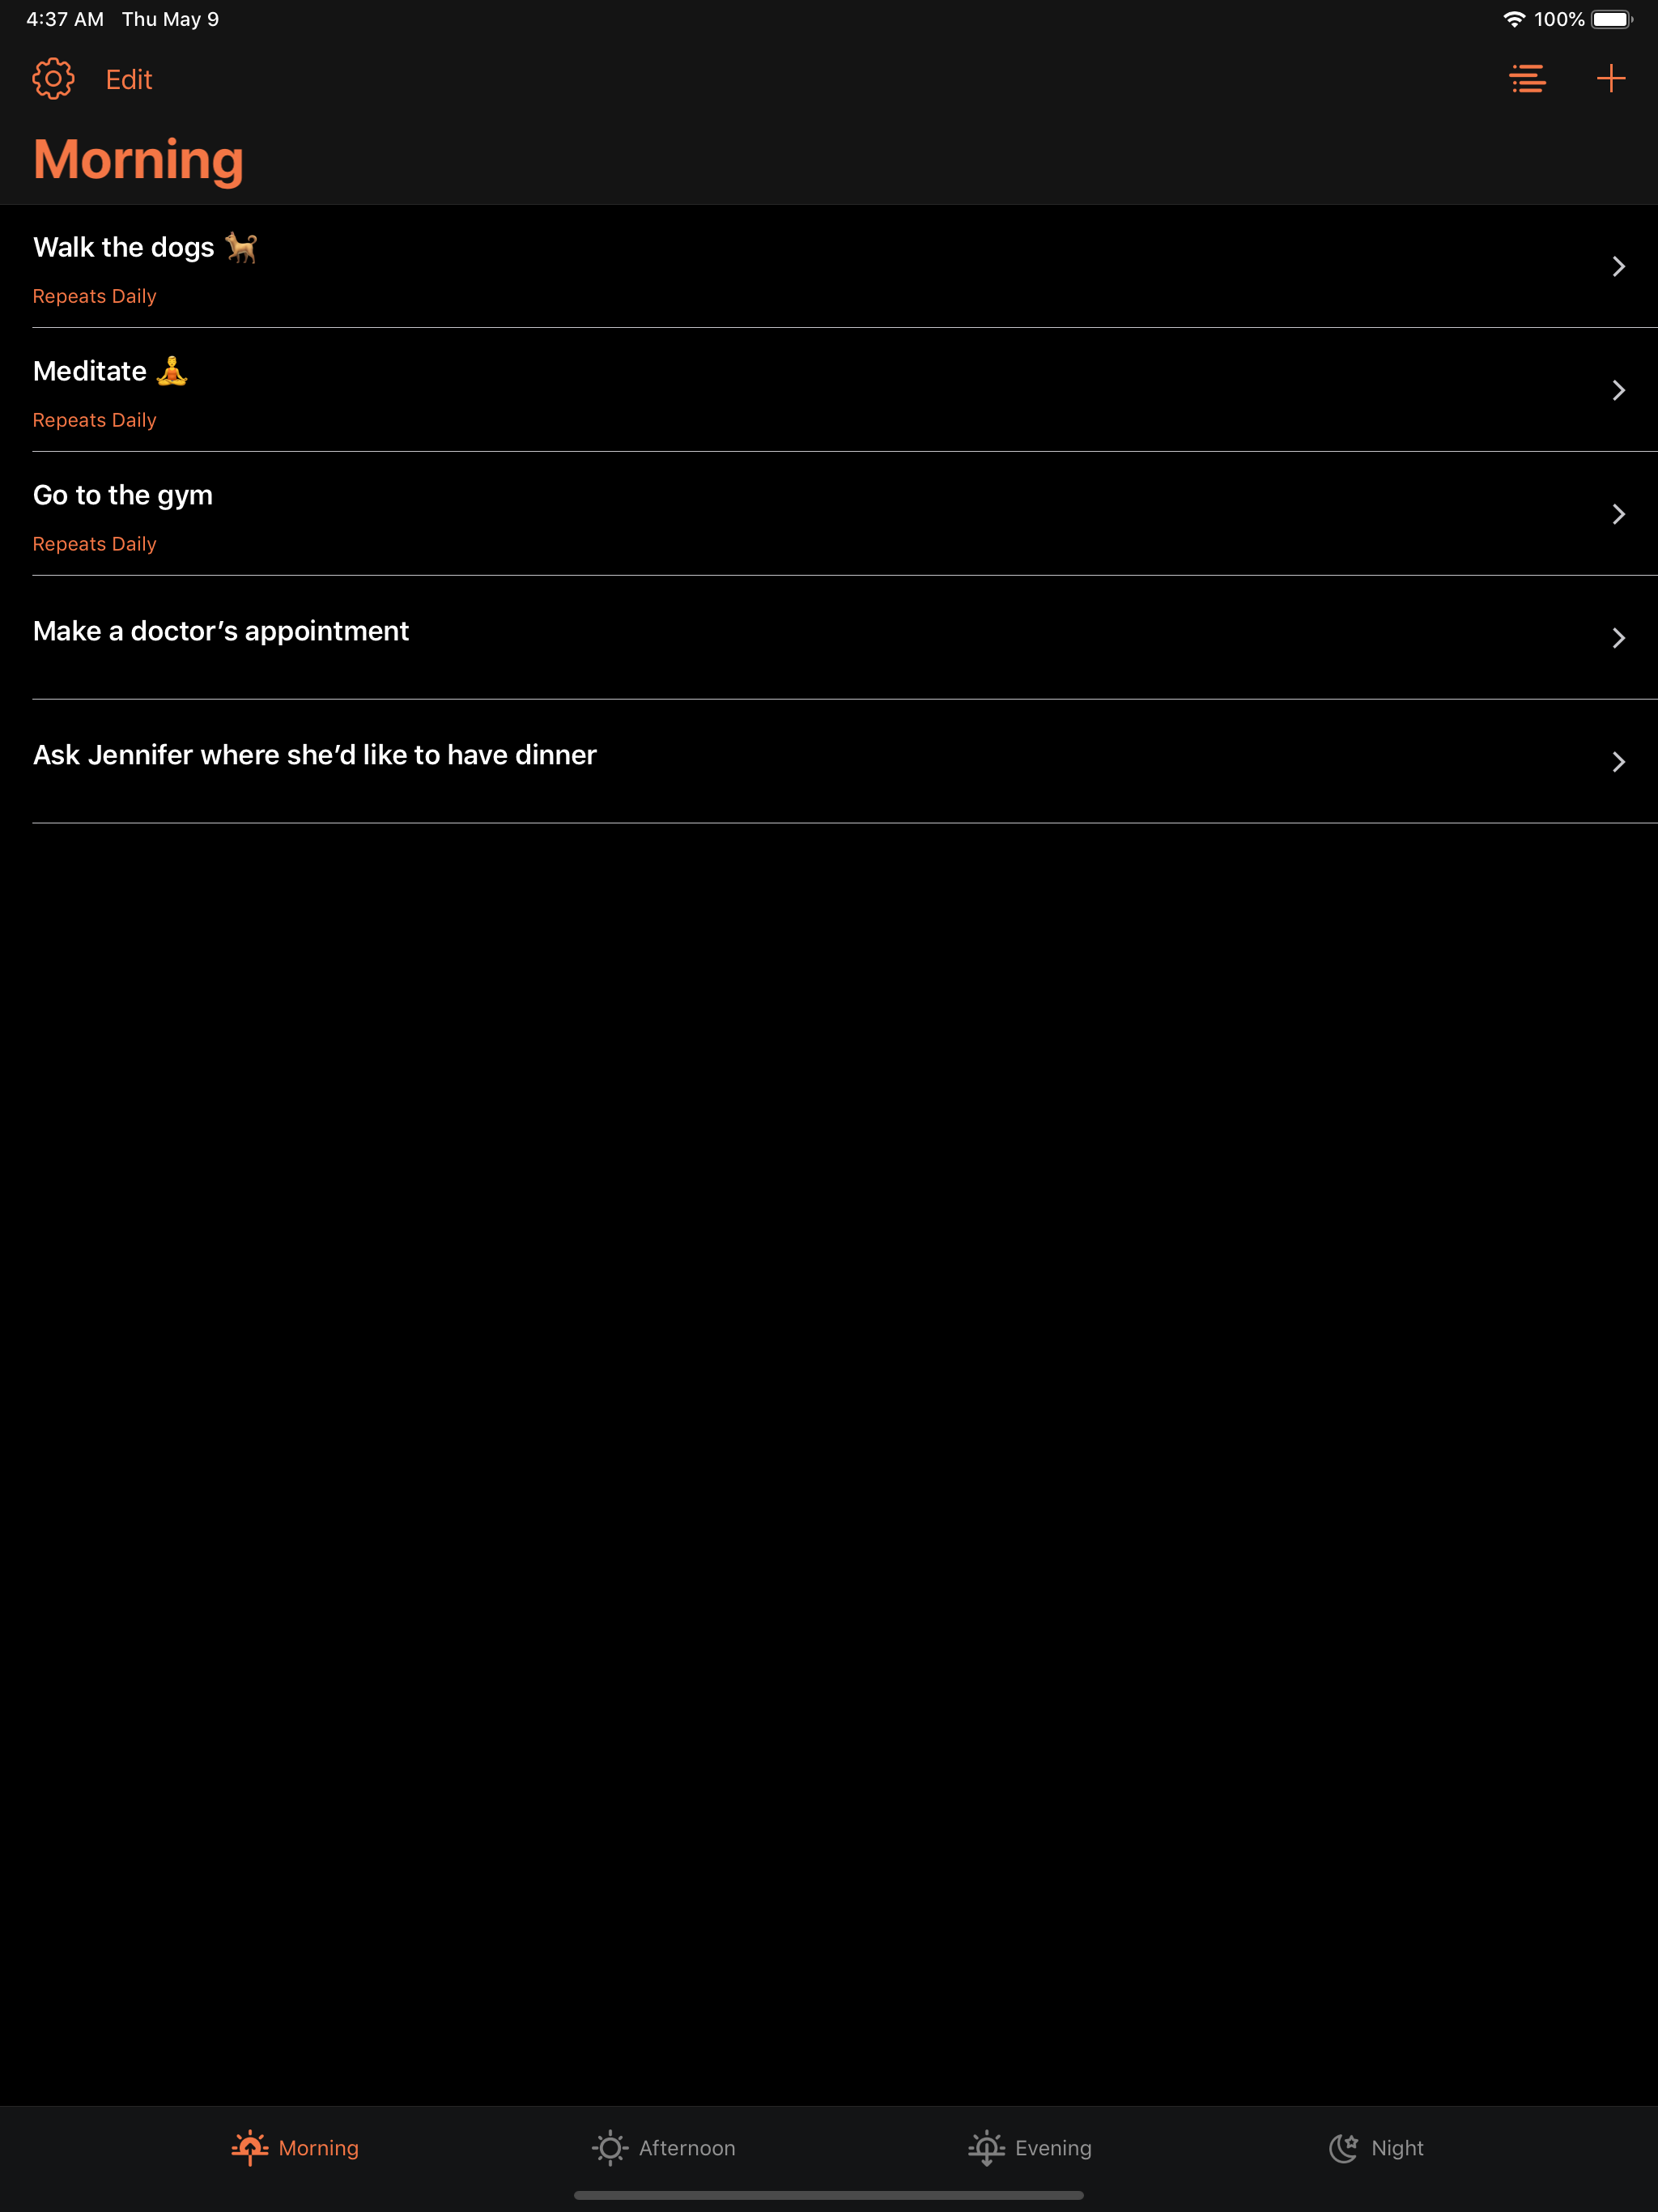 4:37 AM Thu May 9 100%
Edit
Morning
Walk the dogs 🐕
Repeats Daily
Meditate 🧘
Repeats Daily
Go to the gym
Repeats Daily
Make a doctor’s appointment
Ask Jennifer where she’d like to have dinner
Morning Afternoon Evening Night